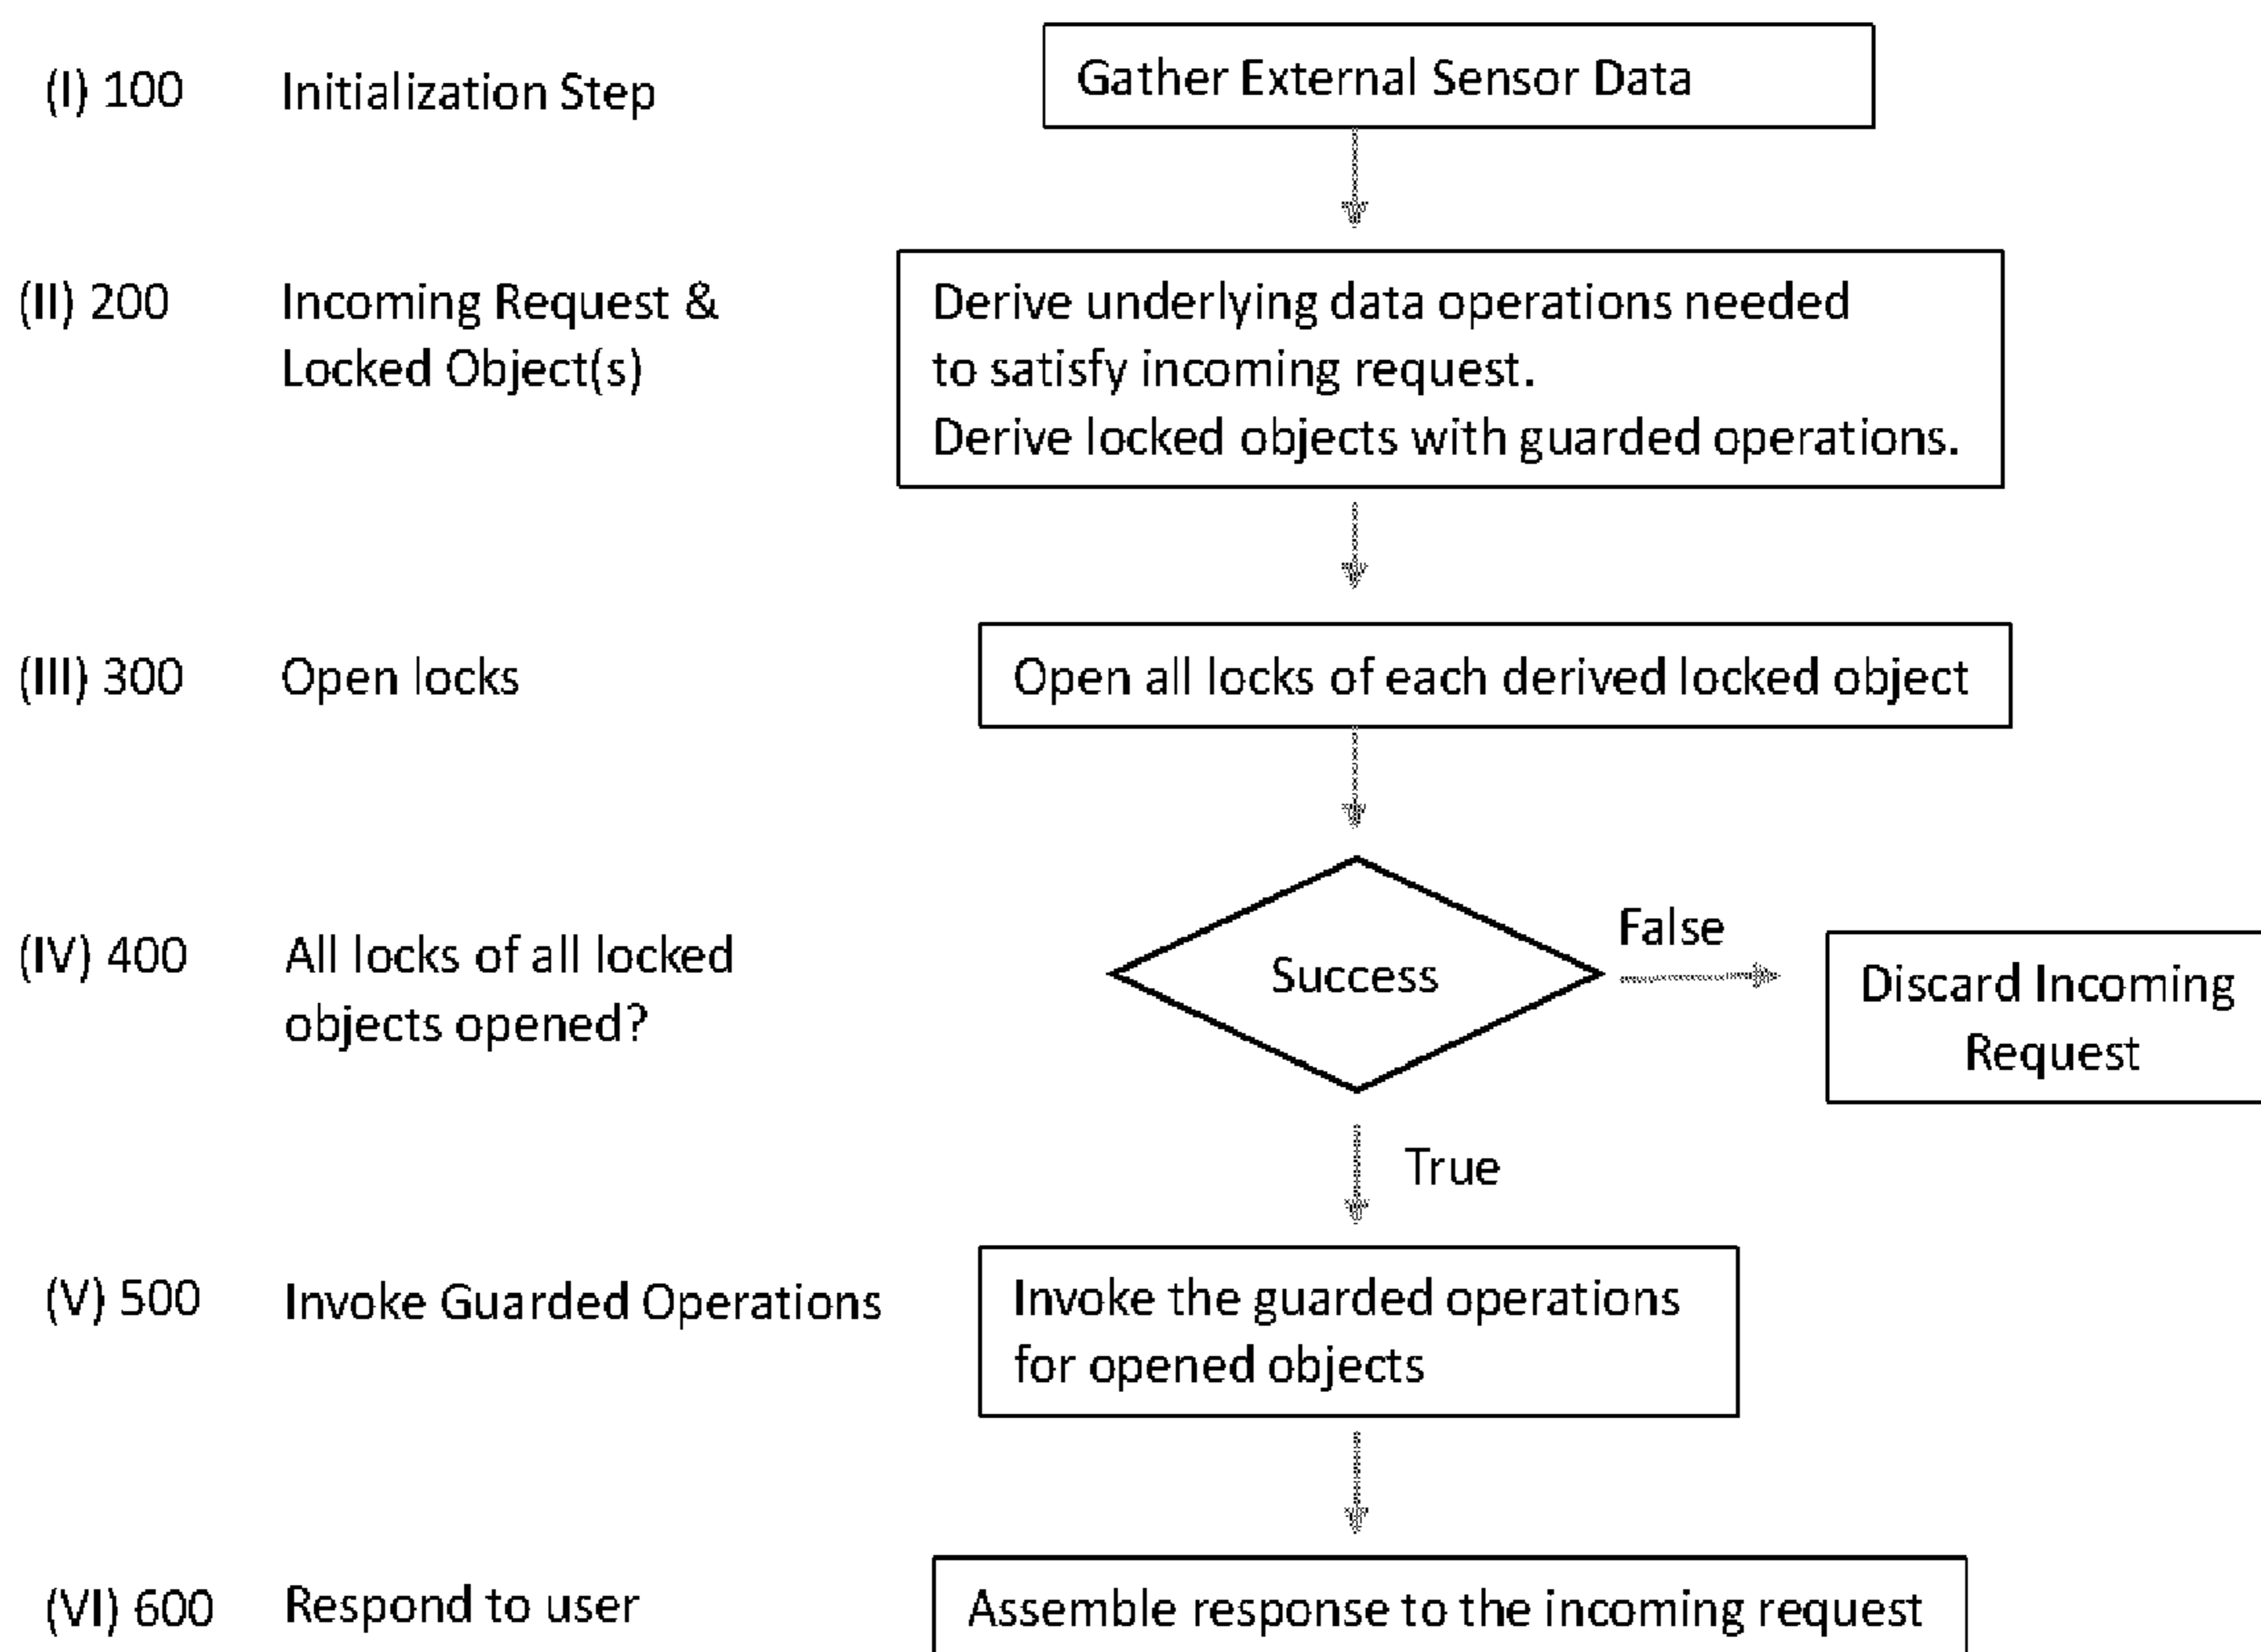 (I) 100 Initialization Step
Gather External Sensor Data
(II) 200 Incoming Request &
Locked Object(s)
Derive underlying data operations needed
to satisfy incoming request.
Derive locked objects with guarded operations.
(III) 300 Open locks
Open all locks of each derived locked object
(IV) 400 All locks of all locked
objects opened?
Success
False
Discard Incoming
Request
True
(V) 500 Invoke Guarded Operations
Invoke the guarded operations
for opened objects
(VI) 600 Respond to user
Assemble response to the incoming request